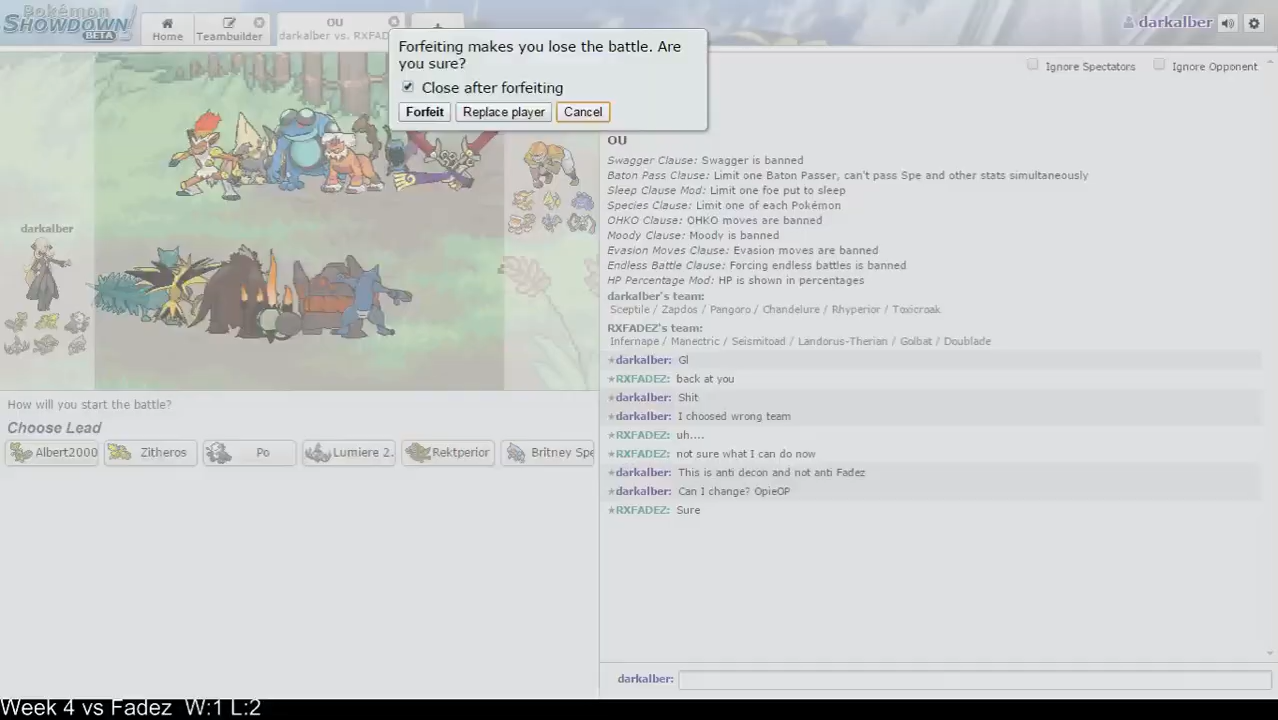 Pokémon
SHOWDOWN
BETA
Home
Teambuilder
OU
darkalber vs. RXFAD
darkalber
Forfeiting makes you lose the battle. Are
you sure?
Close after forfeiting
Forfeit
Replace player
Cancel
Ignore Spectators
Ignore Opponent
OU
Swagger Clause: Swagger is banned
Baton Pass Clause: Limit one Baton Passer, can't pass Spe and other stats simultaneously
Sleep Clause Mod: Limit one foe put to sleep
Species Clause: Limit one of each Pokémon
OHKO Clause: OHKO moves are banned
Moody Clause: Moody is banned
Evasion Moves Clause: Evasion moves are banned
Endless Battle Clause: Forcing endless battles is banned
HP Percentage Mod: HP is shown in percentages
darkalber's team:
Sceptile / Zapdos / Pangoro / Chandelure / Rhyperior / Toxicroak
RXFADEZ's team:
Infernape / Manectric / Seismitoad / Landorus-Therian / Golbat / Doublade
★darkalber: Gl
★RXFADEZ: back at you
★darkalber: Shit
★darkalber: I choosed wrong team
★RXFADEZ: uh....
★RXFADEZ: not sure what I can do now
★darkalber: This is anti decon and not anti Fadez
★darkalber: Can I change? OpieOP
★RXFADEZ: Sure
darkalber
How will you start the battle?
Choose Lead
Albert2000
Zitheros
Po
Lumiere 2.
Rektperior
Britney Spe
darkalber:
Week 4 vs Fadez W:1 L:2